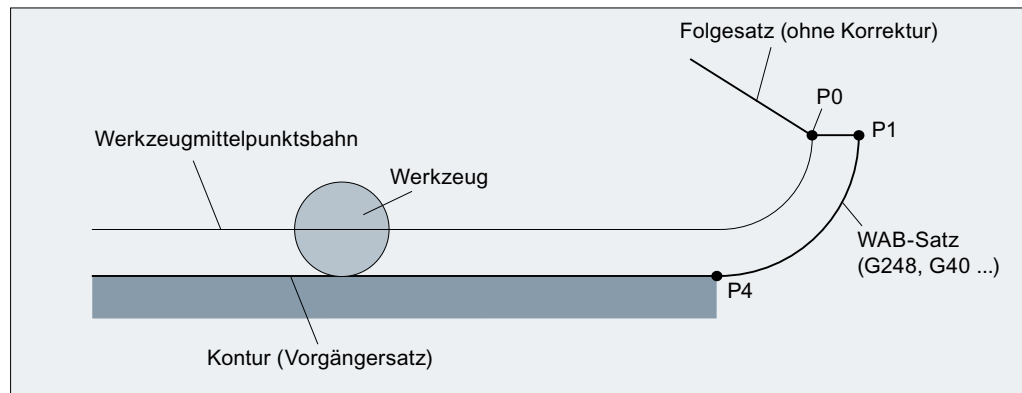 Folgesatz (ohne Korrektur)
P0
P1
Werkzeugmittelpunktsbahn
Werkzeug
WAB-Satz
(G248, G40 ...)
P4
Kontur (Vorgängersatz)